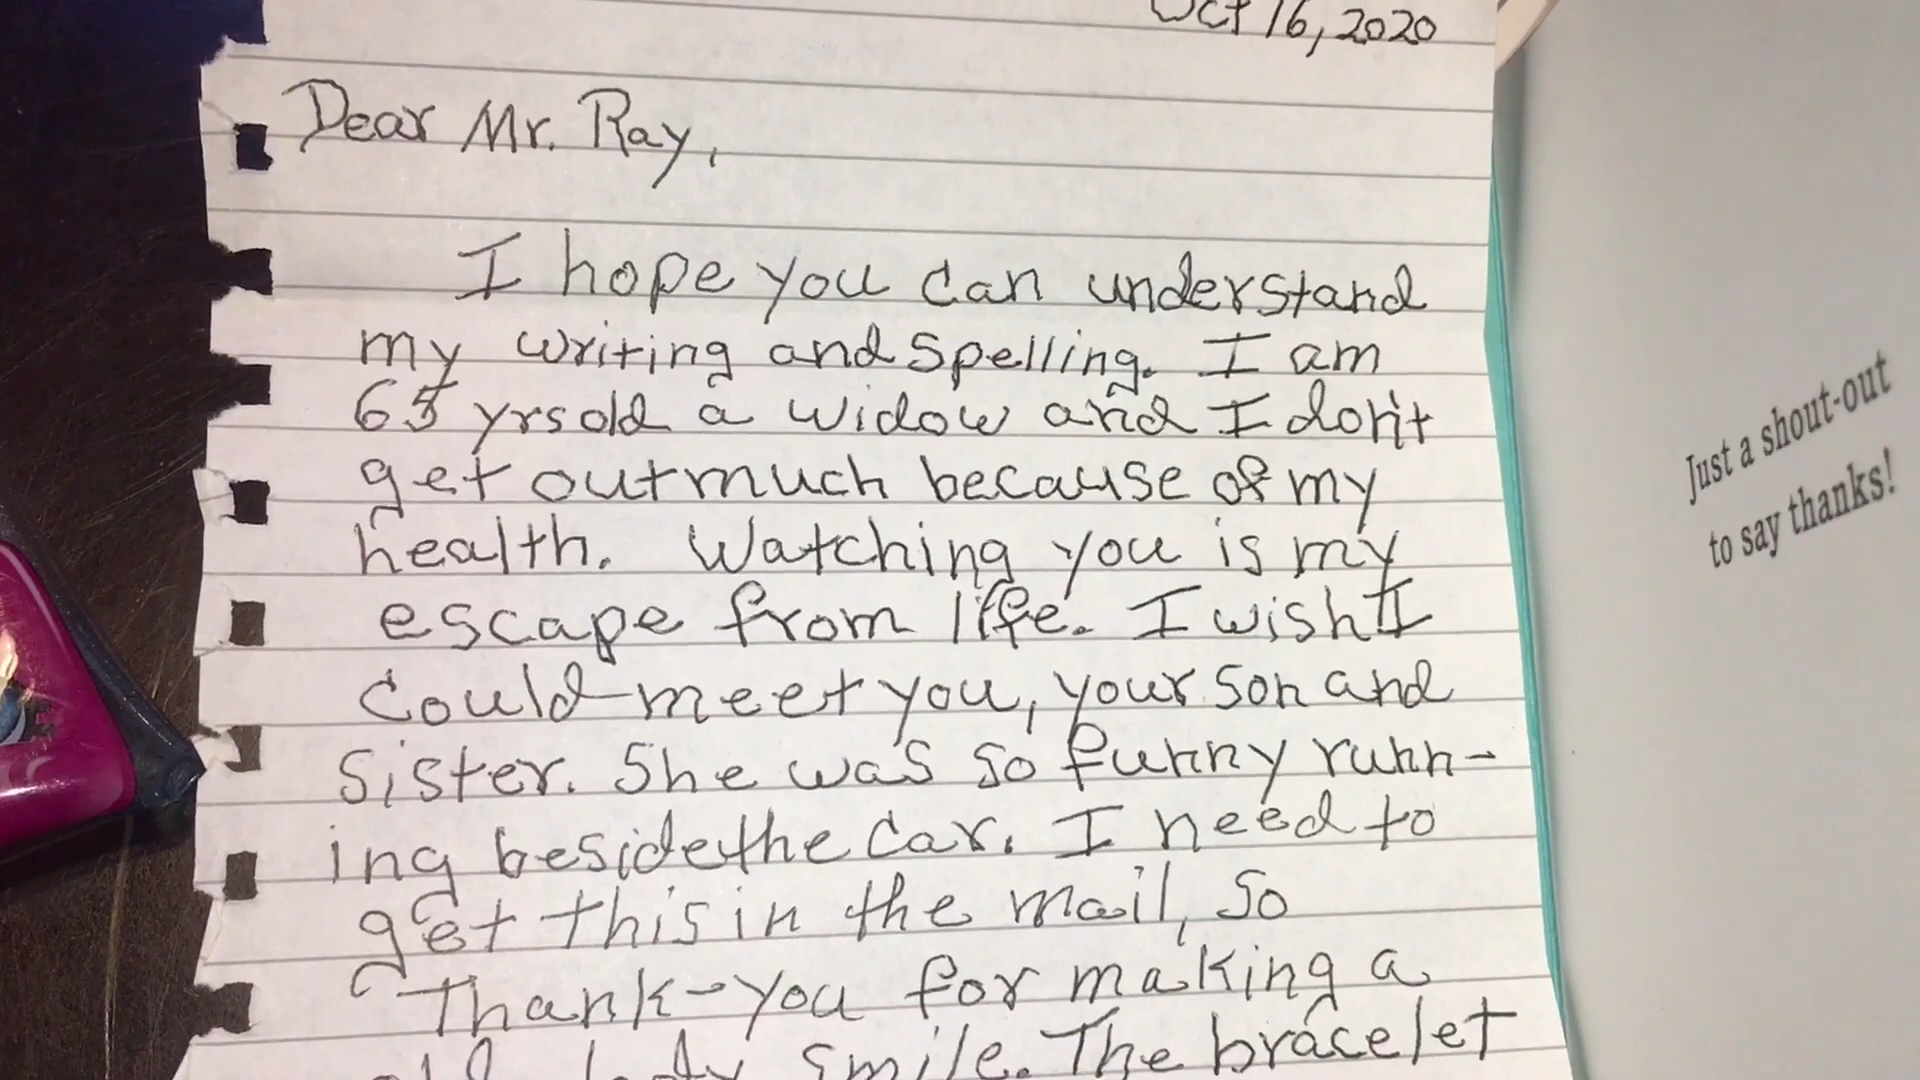 Oct 16, 2020
Dear Mr. Ray,
I hope you can understand
my writing and spelling. I am
65 yrs old a widow and I don't
get out much because of my
health. Watching you is my
escape from life. I wish I
could meet you, your son and
sister. She was so funny runn-
ing beside the car. I need to
get this in the mail, so
Thank-you for making a
old lady smile. The bracelet
Just a shout-out
to say thanks!